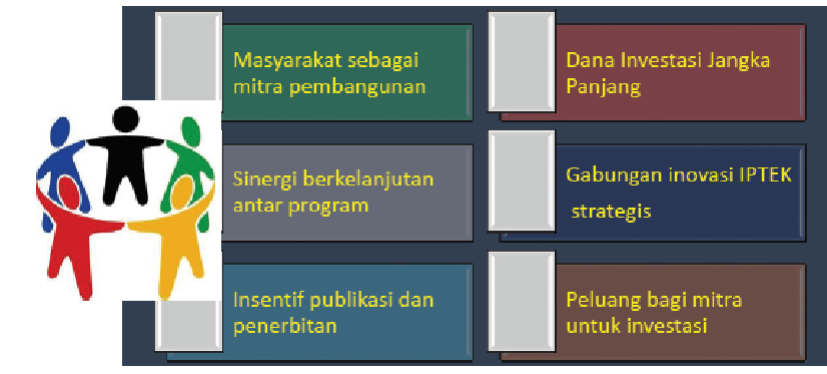 Masyarakat sebagai
mitra pembangunan
Dana Investasi Jangka
Panjang
Sinergi berkelanjutan
antar program
Gabungan inovasi IPTEK
strategis
Insentif publikasi dan
penerbitan
Peluang bagi mitra
untuk investasi